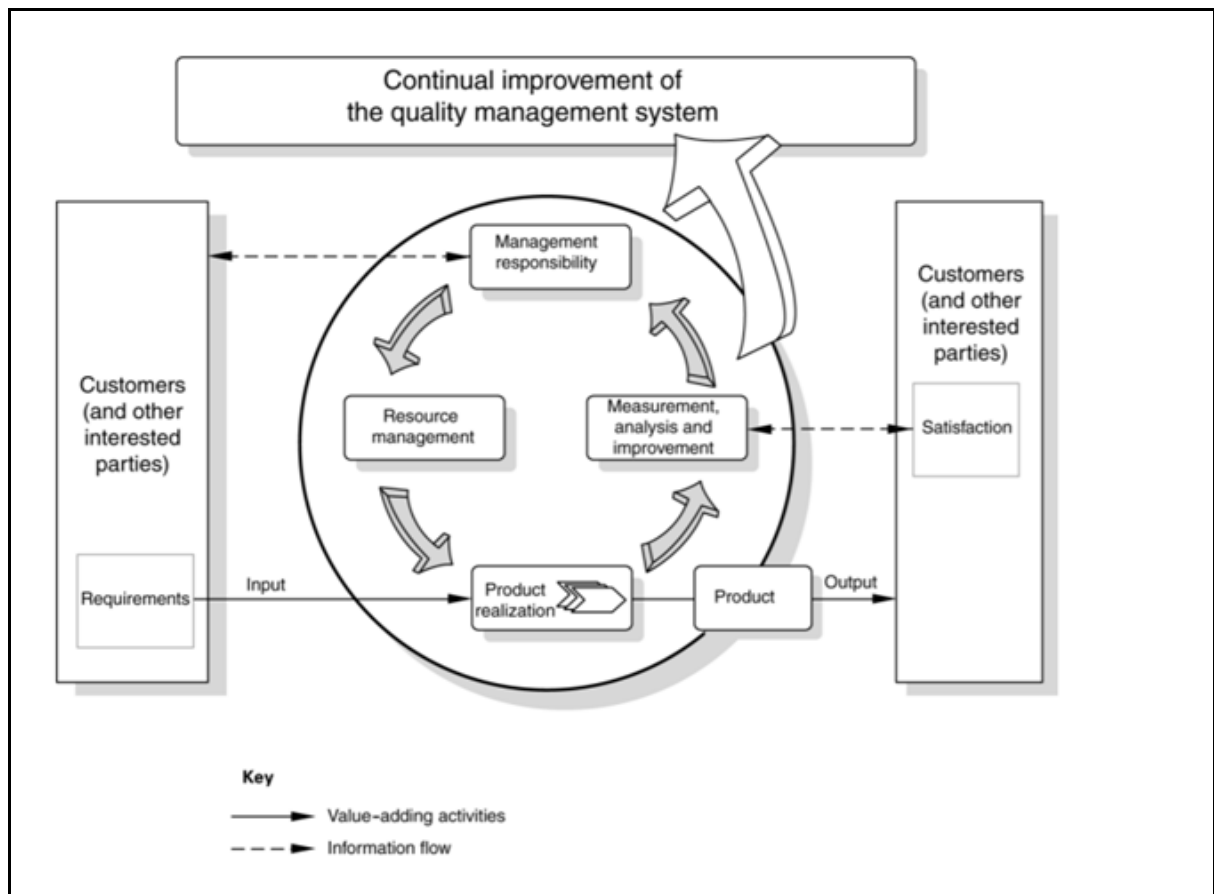 Continual improvement of
the quality management system
Customers
(and other
interested
parties)
Requirements
Input
Management
responsibility
Resource
management
Measurement,
analysis and
improvement
Product
realization
Product
Output
Customers
(and other
interested
parties)
Satisfaction
Key
Value-adding activities
Information flow